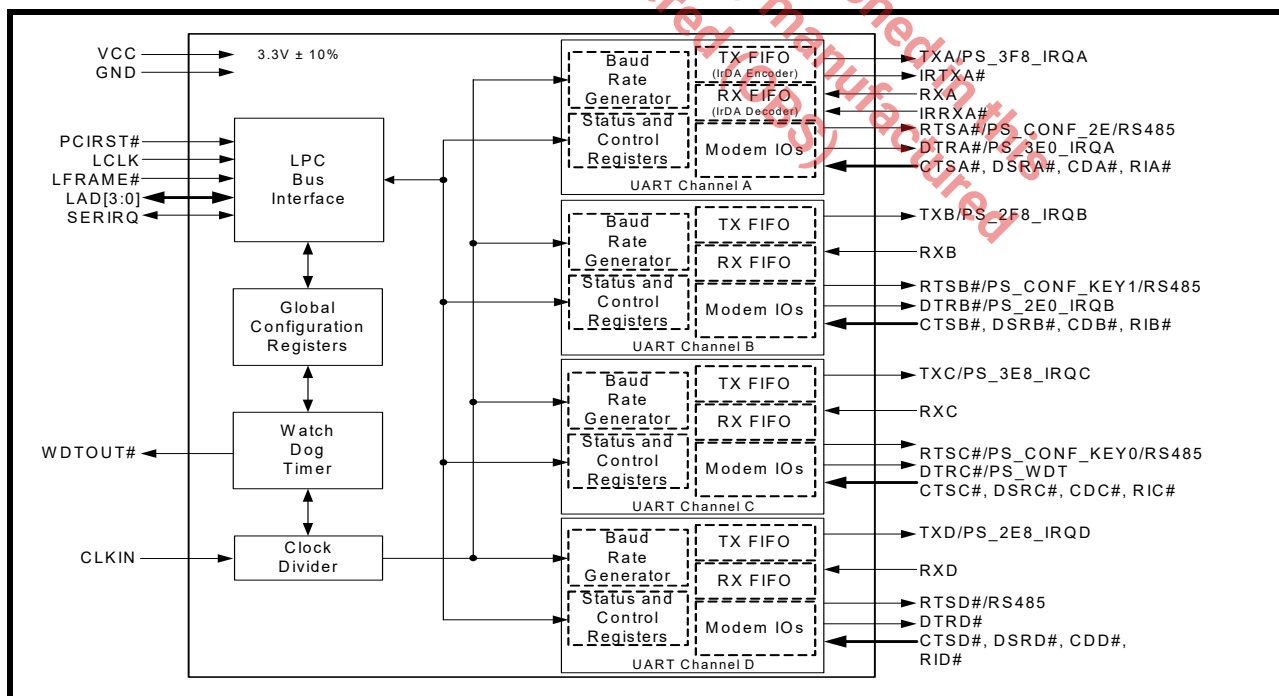 VCC
GND
3.3V ± 10%
PCIRST#
LCLK
LFRAME#
LAD[3:0]
SERIRQ
LPC
Bus
Interface
Global
Configuration
Registers
WDTOUT#
Watch
Dog
Timer
CLKIN
Clock
Divider
Baud
Rate
Generator
TX FIFO
(IrDA Encoder)
RX FIFO
(IrDA Decoder)
Status and
Control
Registers
Modem IOs
UART Channel A
TXA/PS_3F8_IRQA
IRTXA#
RXA
IRRXA#
RTSA#/PS_CONF_2E/RS485
DTRA#/PS_3E0_IRQA
CTSA#, DSRA#, CDA#, RIA#
Baud
Rate
Generator
TX FIFO
RX FIFO
Status and
Control
Registers
Modem IOs
UART Channel B
TXB/PS_2F8_IRQB
RXB
RTSB#/PS_CONF_KEY1/RS485
DTRB#/PS_2E0_IRQB
CTSB#, DSRB#, CDB#, RIB#
Baud
Rate
Generator
TX FIFO
RX FIFO
Status and
Control
Registers
Modem IOs
UART Channel C
TXC/PS_3E8_IRQC
RXC
RTSC#/PS_CONF_KEY0/RS485
DTRC#/PS_WDT
CTSC#, DSRC#, CDC#, RIC#
Baud
Rate
Generator
TX FIFO
RX FIFO
Status and
Control
Registers
Modem IOs
UART Channel D
TXD/PS_2E8_IRQD
RXD
RTSD#/RS485
DTRD#
CTSD#, DSRD#, CDD#,
RID#
in this
manufactured
(OBS)